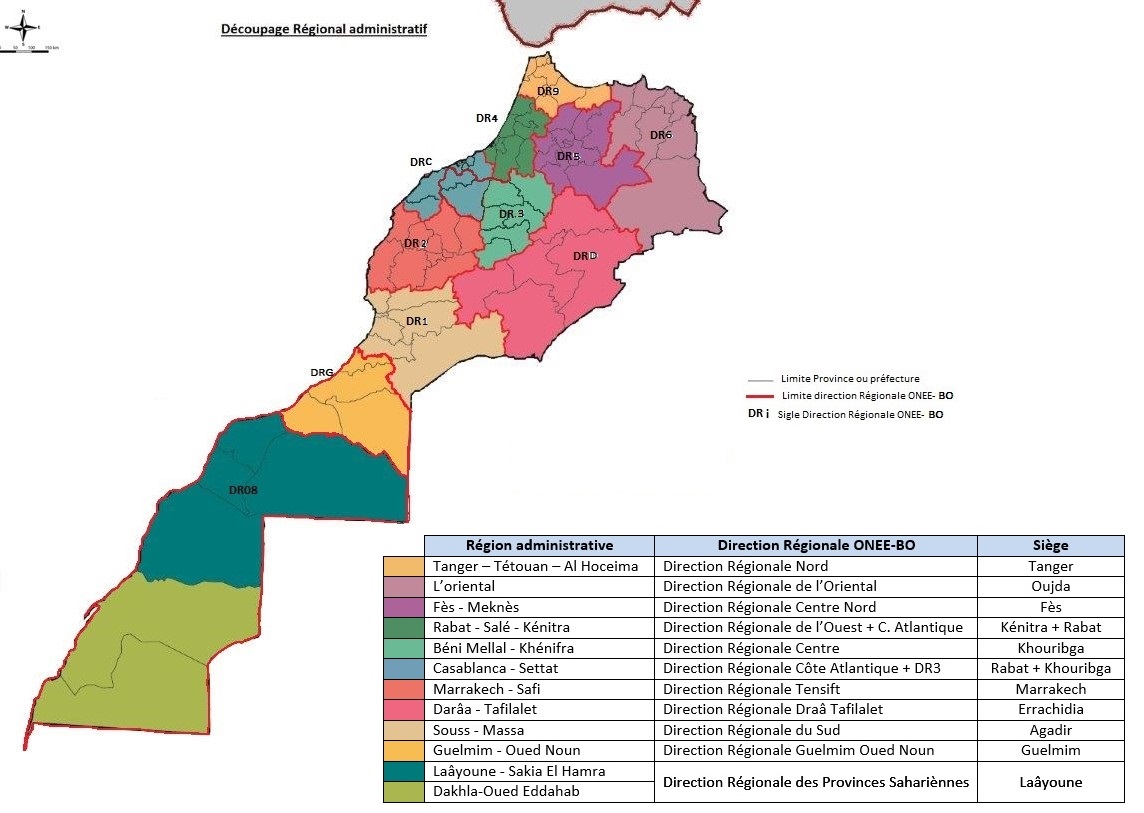 N
W
E
S
0 50 100 150 km
Découpage Régional administratif
DR9
DR4
DR6
DR5
DRC
DR.3
DR2
DRD
DR1
DRG
DR08
Limite Province ou préfecture
Limite direction Régionale ONEE- BO
DR i Sigle Direction Régionale ONEE- BO
Région administrative Direction Régionale ONEE-BO Siège
Tanger – Tétouan – Al Hoceima Direction Régionale Nord Tanger
L’oriental Direction Régionale de l’Oriental Oujda
Fès - Meknès Direction Régionale Centre Nord Fès
Rabat - Salé - Kénitra Direction Régionale de l’Ouest + C. Atlantique Kénitra + Rabat
Béni Mellal - Khénifra Direction Régionale Centre Khouribga
Casablanca - Settat Direction Régionale Côte Atlantique + DR3 Rabat + Khouribga
Marrakech - Safi Direction Régionale Tensift Marrakech
Darâa - Tafilalet Direction Régionale Draâ Tafilalet Errachidia
Souss - Massa Direction Régionale du Sud Agadir
Guelmim - Oued Noun Direction Régionale Guelmim Oued Noun Guelmim
Laâyoune - Sakia El Hamra
Direction Régionale des Provinces Sahariènnes Laâyoune
Dakhla-Oued Eddahab